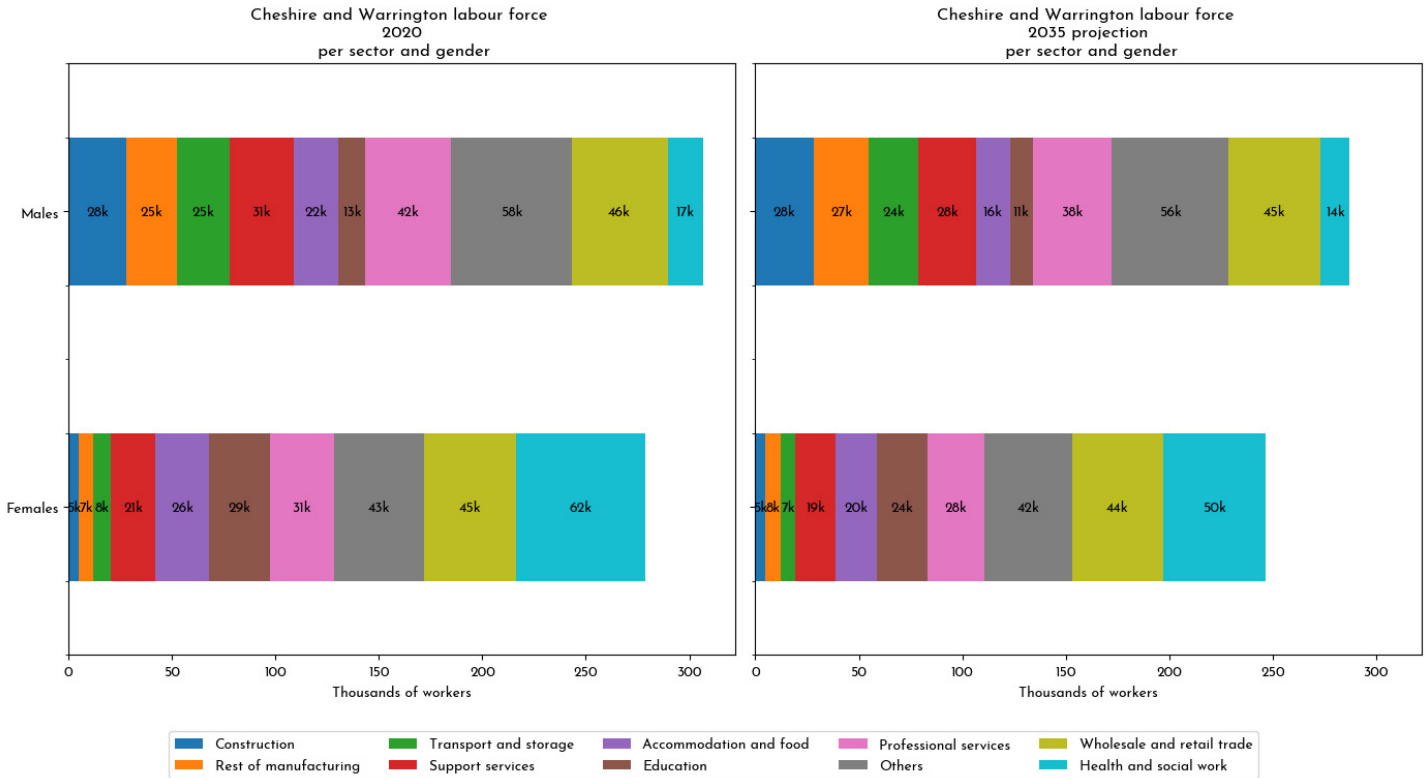 Cheshire and Warrington labour force
2020
per sector and gender
Males
28k 25k 25k 31k 22k 13k 42k 58k 46k 17k
Females
5k 7k 8k 21k 26k 29k 31k 43k 45k 62k
0 50 100 150 200 250 300
Thousands of workers
Cheshire and Warrington labour force
2035 projection
per sector and gender
28k 27k 24k 28k 16k 11k 38k 56k 45k 14k
5k 8k 7k 19k 20k 24k 28k 42k 44k 50k
0 50 100 150 200 250 300
Thousands of workers
Construction Transport and storage Accommodation and food Professional services Wholesale and retail trade
Rest of manufacturing Support services Education Others Health and social work